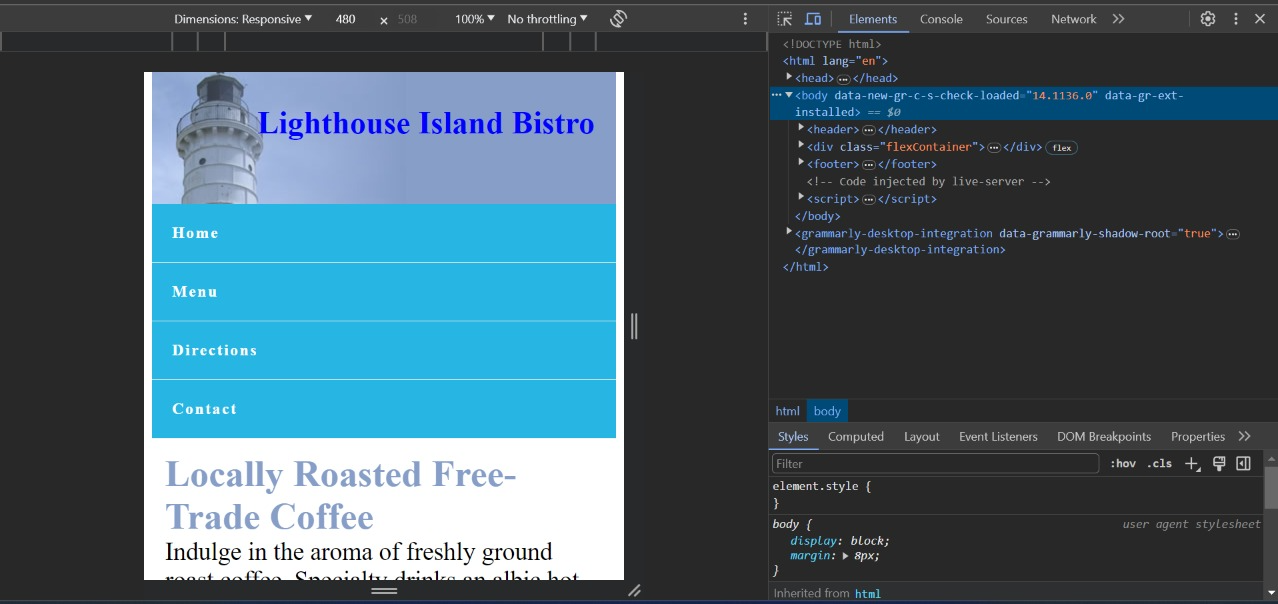 Dimensions: Responsive ▼ 480 × 508 100% ▼ No throttling ▼
Elements Console Sources Network
Lighthouse Island Bistro
Home
Menu
Directions
Contact
Locally Roasted Free-
Trade Coffee
Indulge in the aroma of freshly ground
roast coffee. Specialty drinks an albic hot
<!DOCTYPE html>
<html lang="en">
<head>…</head>
<body data-new-gr-c-s-check-loaded="14.1136.0" data-gr-ext-
installed> == $0
<header>…</header>
<div class="flexContainer">…</div> flex
<footer>…</footer>
<!-- Code injected by live-server -->
<script>…</script>
</body>
<grammarly-desktop-integration data-grammarly-shadow-root="true">…
</grammarly-desktop-integration>
</html>
html body
Styles Computed Layout Event Listeners DOM Breakpoints Properties
Filter :hov .cls
element.style {
}
body { user agent stylesheet
display: block;
margin: 8px;
}
Inherited from html